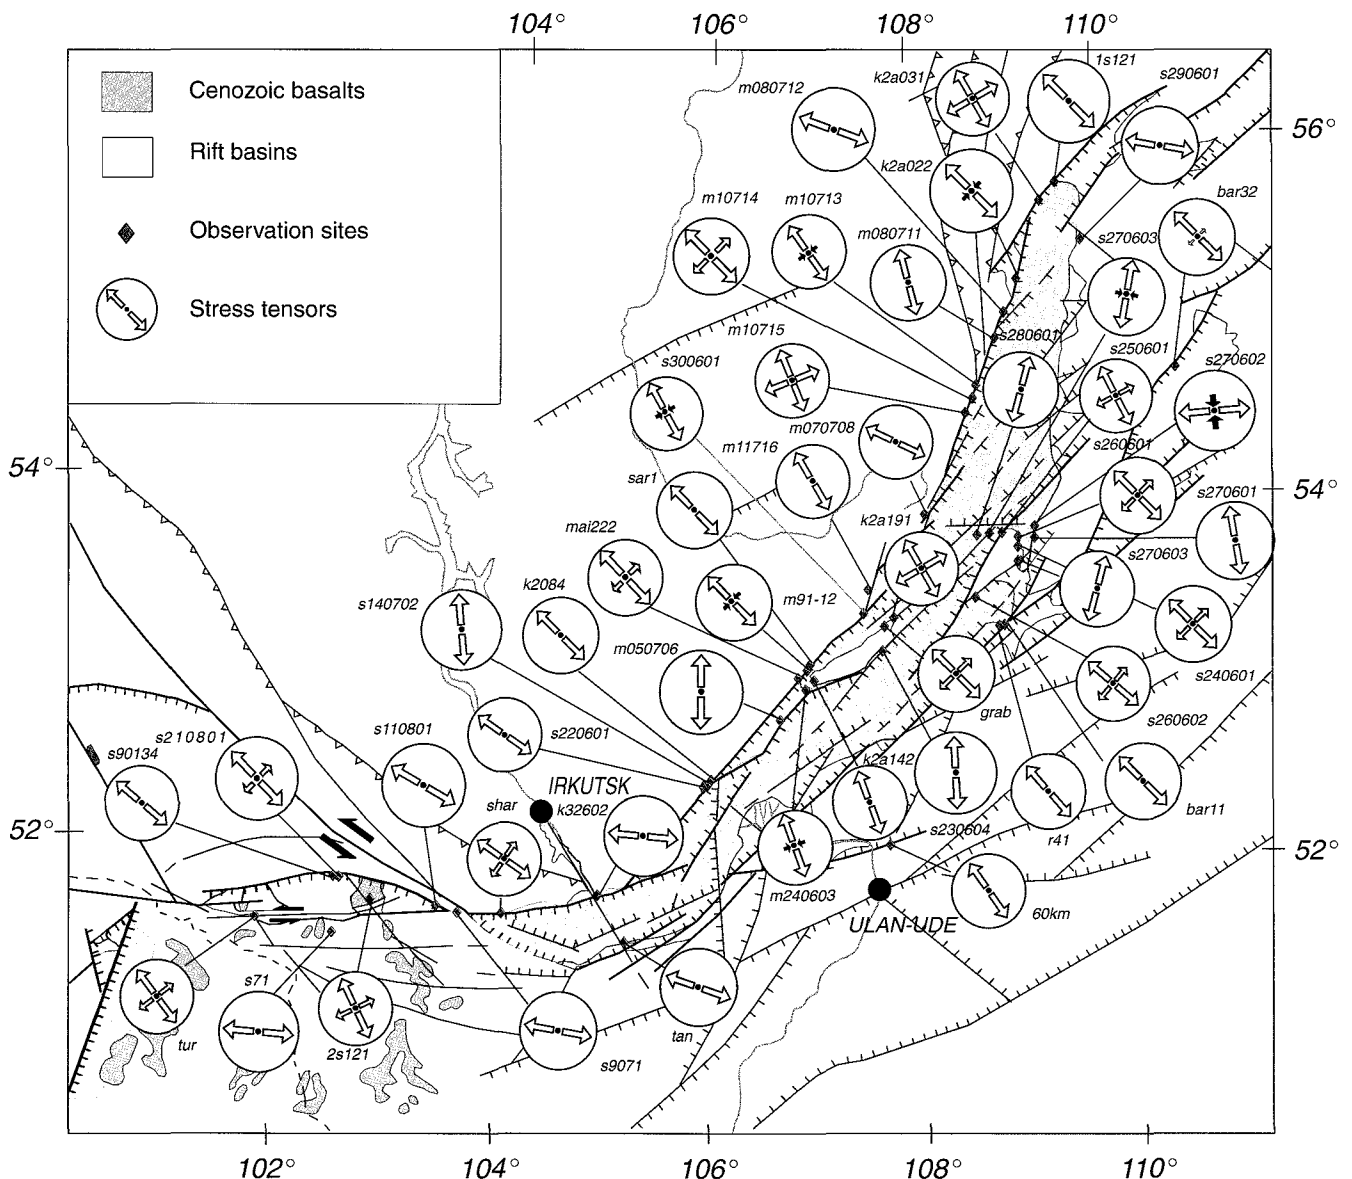 104° 106° 108° 110°
Cenozoic basalts
Rift basins
Observation sites
Stress tensors
m080712
k2a031
1s121
s290601
56°
k2a022
bar32
m10714
m10713
m080711
s270603
m10715
s280601
s250601
s270602
s300601
m070708
m11716
s260601
54°
54°
sar1
s270601
k2a191
mai222
s270603
s140702
k2084
m91-12
m050706
s240601
grab
s260602
s210801
s110801
s220601
s90134
k2a142
IRKUTSK
shar
k32602
bar11
52°
s230604
r41
52°
m240603
60km
ULAN-UDE
s71
tur
2s121
tan
s9071
102° 104° 106° 108° 110°